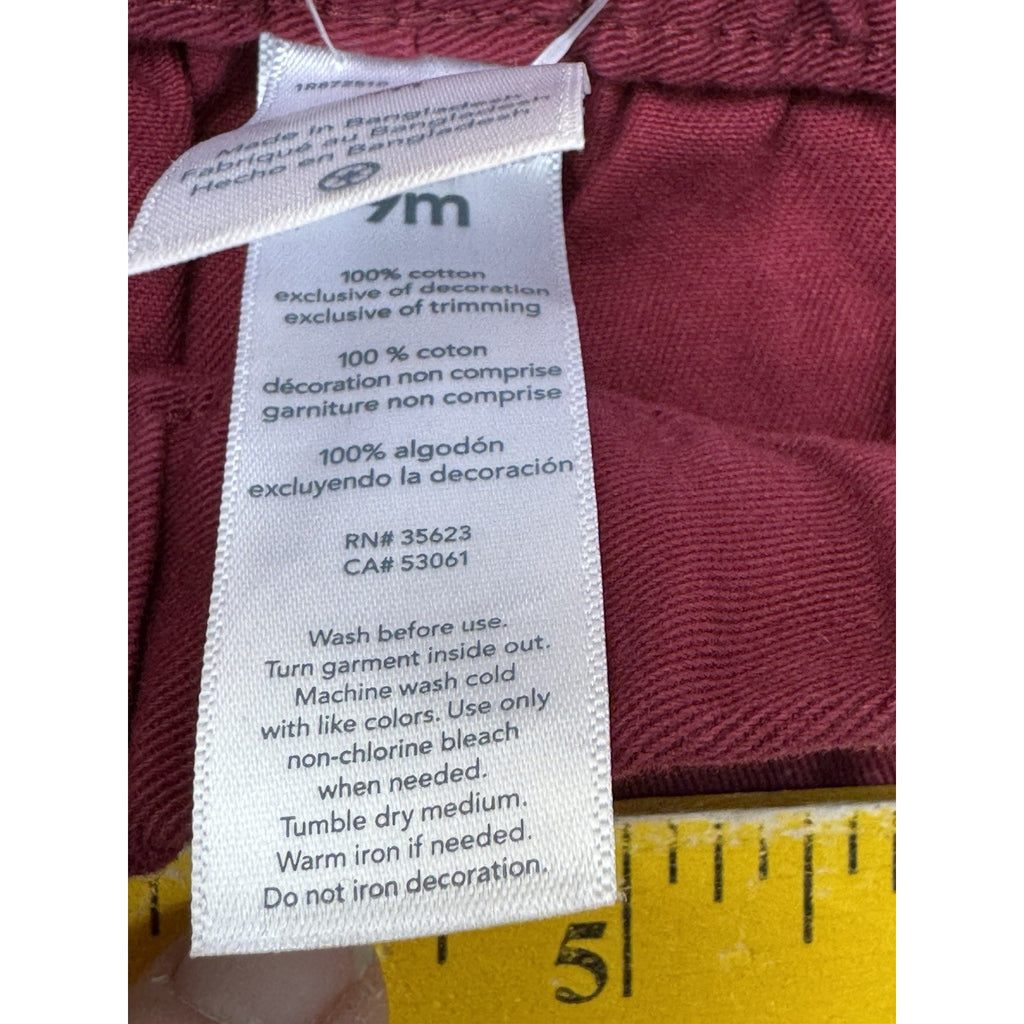 Made in Bangladesh
Fabriqué au Bangladesh
Hecho en Bangladesh
9m
100% cotton
exclusive of decoration
exclusive of trimming
100 % coton
décoration non comprise
garniture non comprise
100% algodón
excluyendo la decoración
RN# 35623
CA# 53061
Wash before use.
Turn garment inside out.
Machine wash cold
with like colors. Use only
non-chlorine bleach
when needed.
Tumble dry medium.
Warm iron if needed.
Do not iron decoration.
5